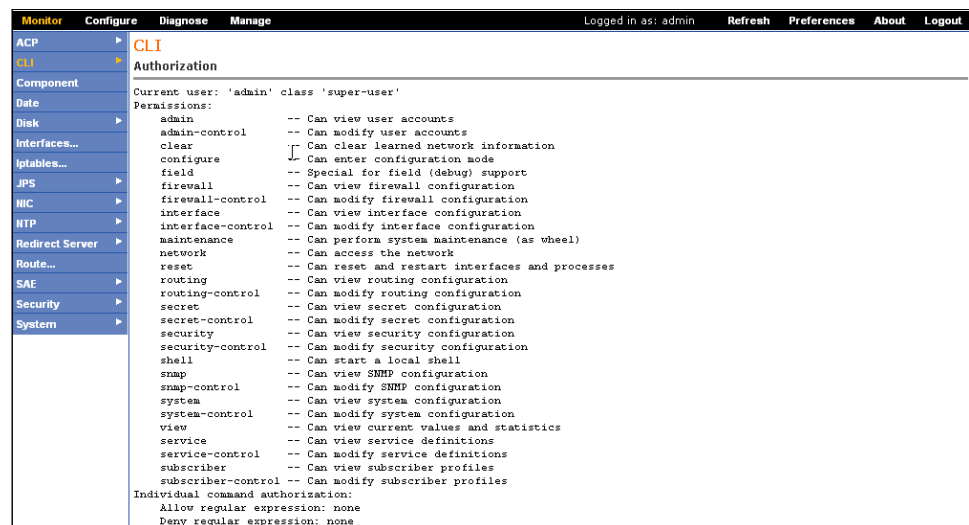 Monitor Configure Diagnose Manage Logged in as: admin Refresh Preferences About Logout
ACP
CLI
Component
Date
Disk
Interfaces...
Iptables...
JPS
NIC
NTP
Redirect Server
Route...
SAE
Security
System
CLI
Authorization
Current user: 'admin' class 'super-user'
Permissions:
admin -- Can view user accounts
admin-control -- Can modify user accounts
clear -- Can clear learned network information
configure -- Can enter configuration mode
field -- Special for field (debug) support
firewall -- Can view firewall configuration
firewall-control -- Can modify firewall configuration
interface -- Can view interface configuration
interface-control -- Can modify interface configuration
maintenance -- Can perform system maintenance (as wheel)
network -- Can access the network
reset -- Can reset and restart interfaces and processes
routing -- Can view routing configuration
routing-control -- Can modify routing configuration
secret -- Can view secret configuration
secret-control -- Can modify secret configuration
security -- Can view security configuration
security-control -- Can modify security configuration
shell -- Can start a local shell
snmp -- Can view SNMP configuration
snmp-control -- Can modify SNMP configuration
system -- Can view system configuration
system-control -- Can modify system configuration
view -- Can view current values and statistics
service -- Can view service definitions
service-control -- Can modify service definitions
subscriber -- Can view subscriber profiles
subscriber-control -- Can modify subscriber profiles
Individual command authorization:
Allow regular expression: none
Deny regular expression: none